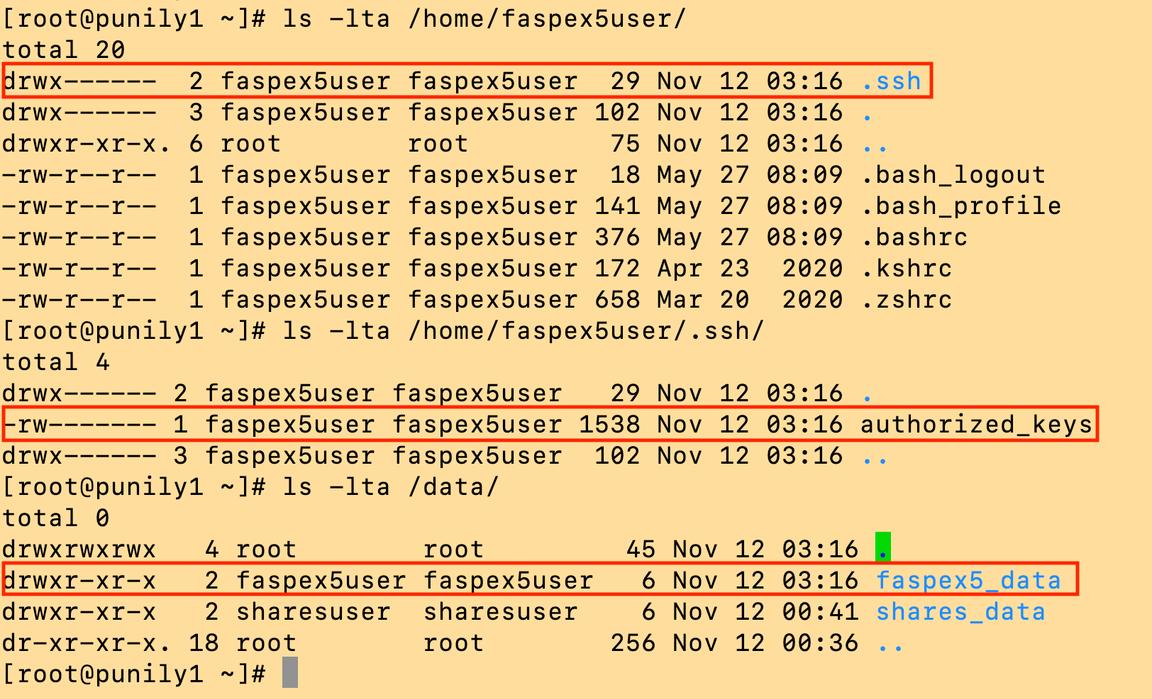 [root@punily1 ~]# ls -lta /home/faspex5user/
total 20
drwx------  2 faspex5user faspex5user  29 Nov 12 03:16 .ssh
drwx------  3 faspex5user faspex5user 102 Nov 12 03:16 .
drwxr-xr-x. 6 root        root         75 Nov 12 03:16 ..
-rw-r--r--  1 faspex5user faspex5user  18 May 27 08:09 .bash_logout
-rw-r--r--  1 faspex5user faspex5user 141 May 27 08:09 .bash_profile
-rw-r--r--  1 faspex5user faspex5user 376 May 27 08:09 .bashrc
-rw-r--r--  1 faspex5user faspex5user 172 Apr 23  2020 .kshrc
-rw-r--r--  1 faspex5user faspex5user 658 Mar 20  2020 .zshrc
[root@punily1 ~]# ls -lta /home/faspex5user/.ssh/
total 4
drwx------ 2 faspex5user faspex5user   29 Nov 12 03:16 .
-rw------- 1 faspex5user faspex5user 1538 Nov 12 03:16 authorized_keys
drwx------ 3 faspex5user faspex5user  102 Nov 12 03:16 ..
[root@punily1 ~]# ls -lta /data/
total 0
drwxrwxrwx   4 root        root         45 Nov 12 03:16 .
drwxr-xr-x   2 faspex5user faspex5user   6 Nov 12 03:16 faspex5_data
drwxr-xr-x   2 sharesuser  sharesuser    6 Nov 12 00:41 shares_data
dr-xr-xr-x. 18 root        root        256 Nov 12 00:36 ..
[root@punily1 ~]#